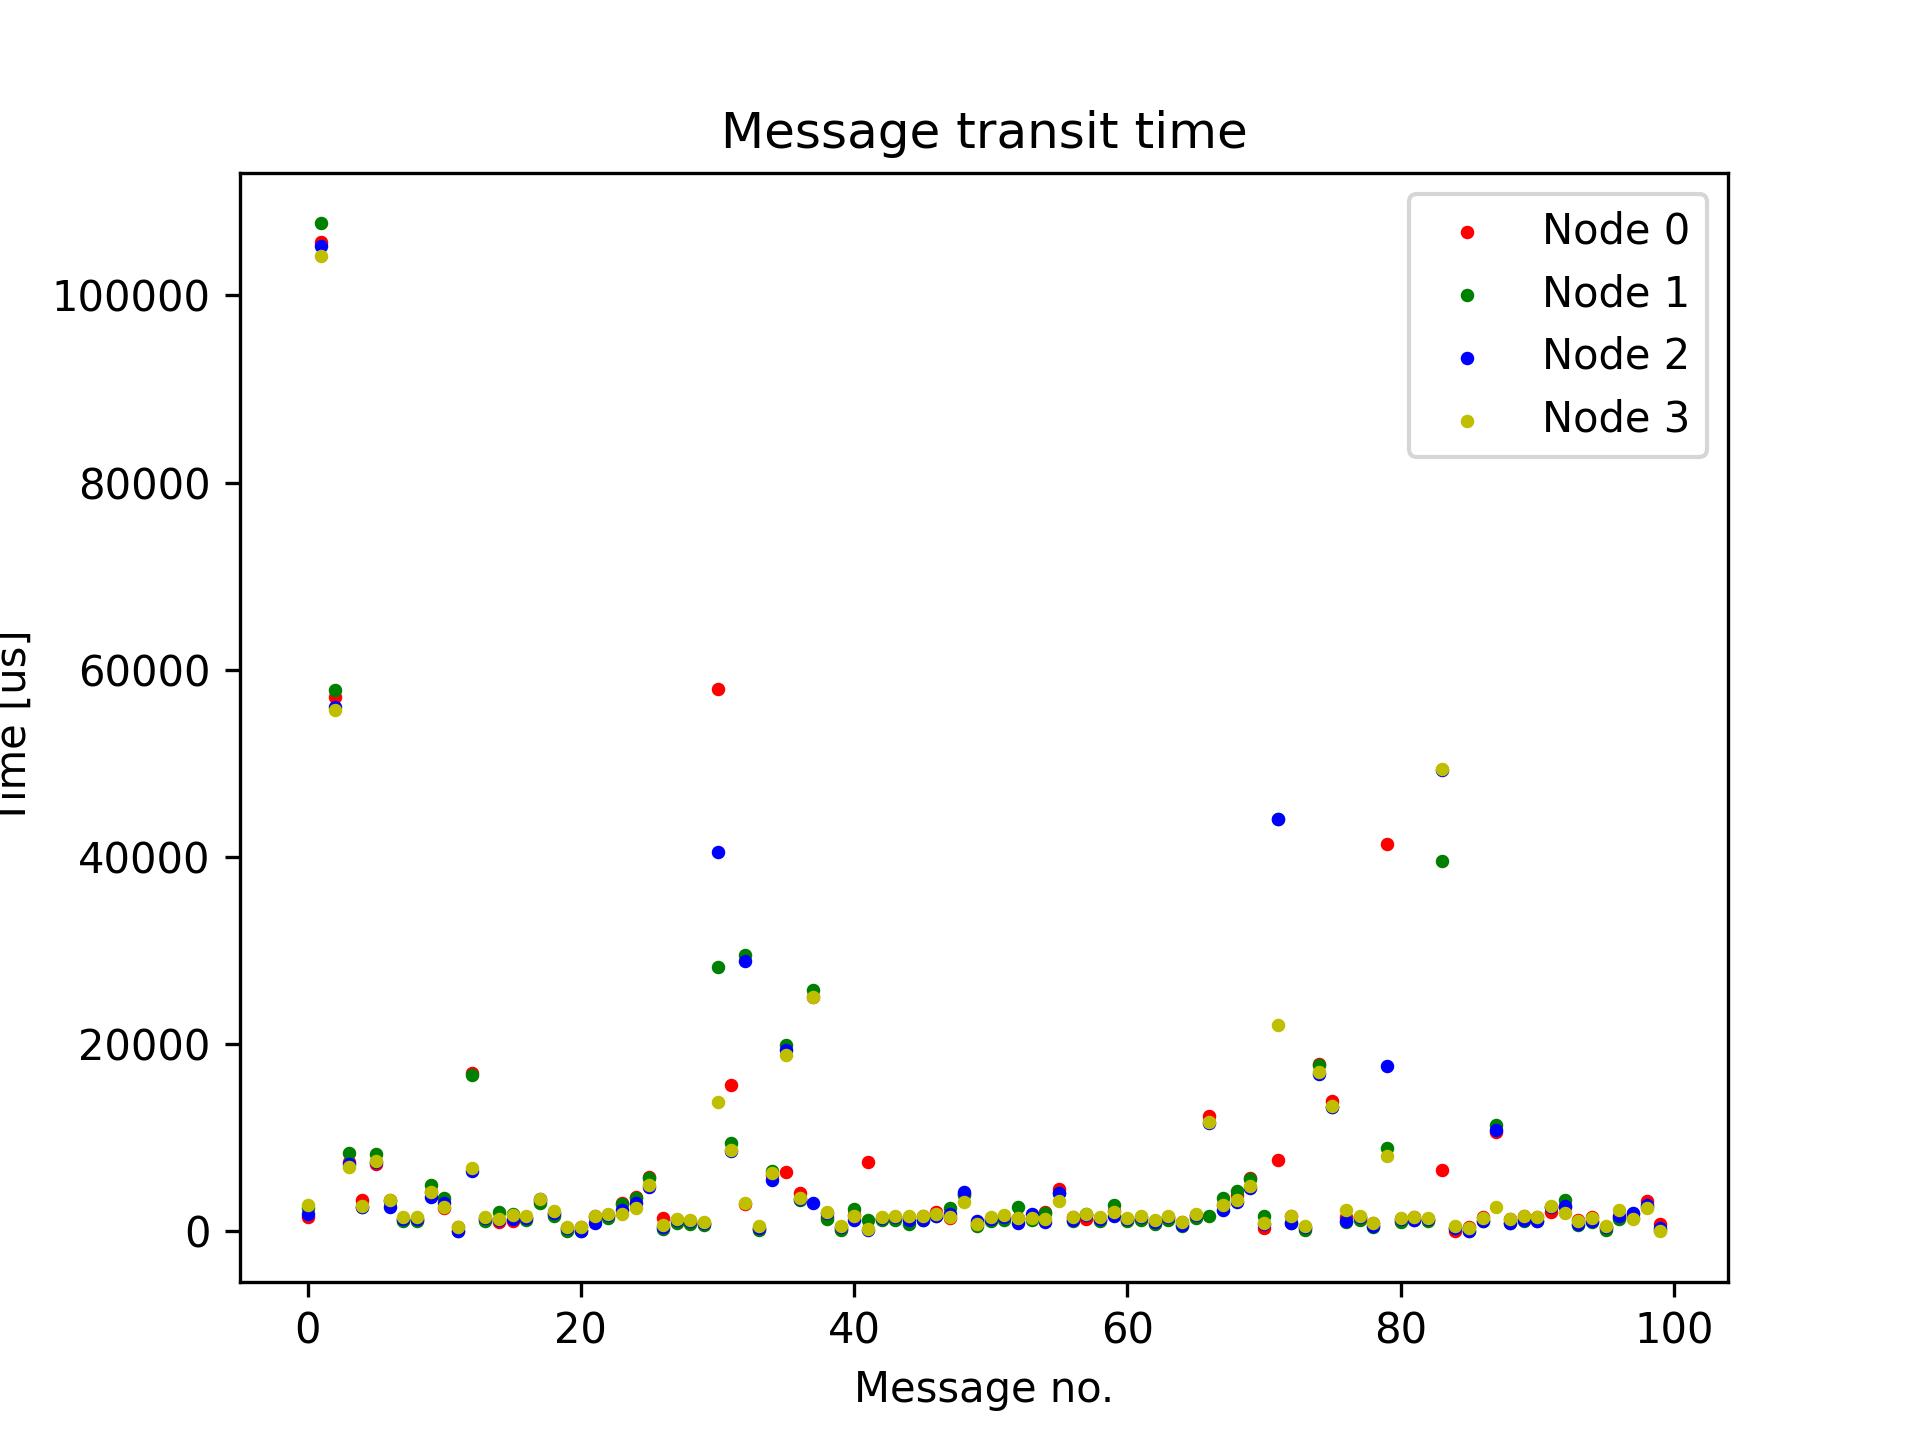 Message transit time
Node 0
Node 1
Node 2
Node 3
100000
80000
60000
40000
20000
0
Time [us]
0 20 40 60 80 100
Message no.